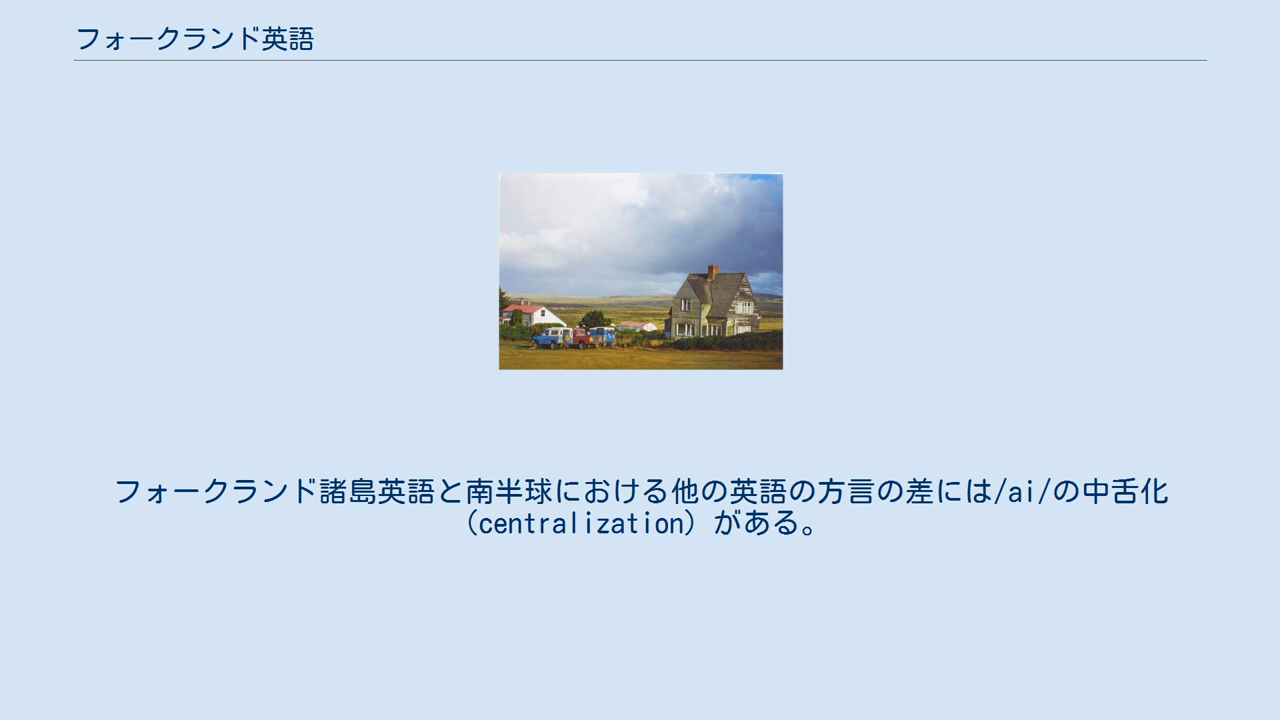 フォークランド英語
フォークランド諸島英語と南半球における他の英語の方言の差には/ai/の中舌化
(centralization) がある。